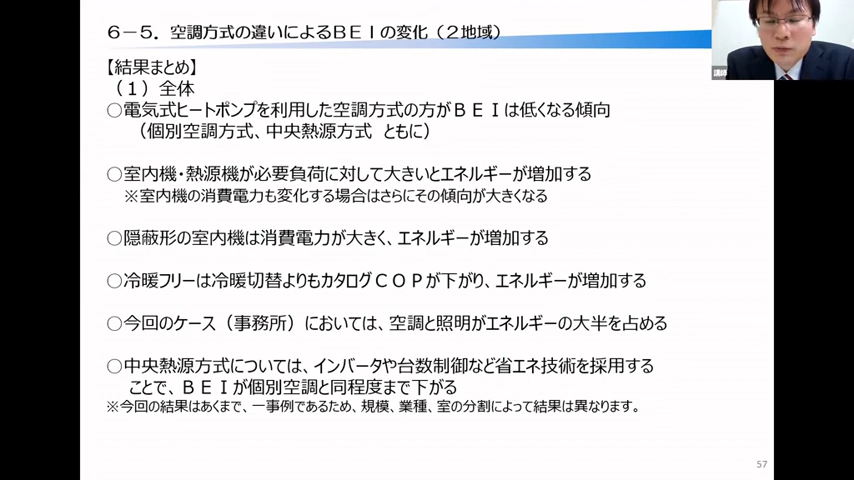 ６－５．空調方式の違いによるＢＥＩの変化（２地域）
講師
【結果まとめ】
（１）全体
○電気式ヒートポンプを利用した空調方式の方がＢＥＩは低くなる傾向
（個別空調方式、中央熱源方式 ともに）
○室内機・熱源機が必要負荷に対して大きいとエネルギーが増加する
※室内機の消費電力も変化する場合はさらにその傾向が大きくなる
○隠蔽形の室内機は消費電力が大きく、エネルギーが増加する
○冷暖フリーは冷暖切替よりもカタログＣＯＰが下がり、エネルギーが増加する
○今回のケース（事務所）においては、空調と照明がエネルギーの大半を占める
○中央熱源方式については、インバータや台数制御など省エネ技術を採用する
ことで、ＢＥＩが個別空調と同程度まで下がる
※今回の結果はあくまで、一事例であるため、規模、業種、室の分割によって結果は異なります。
57